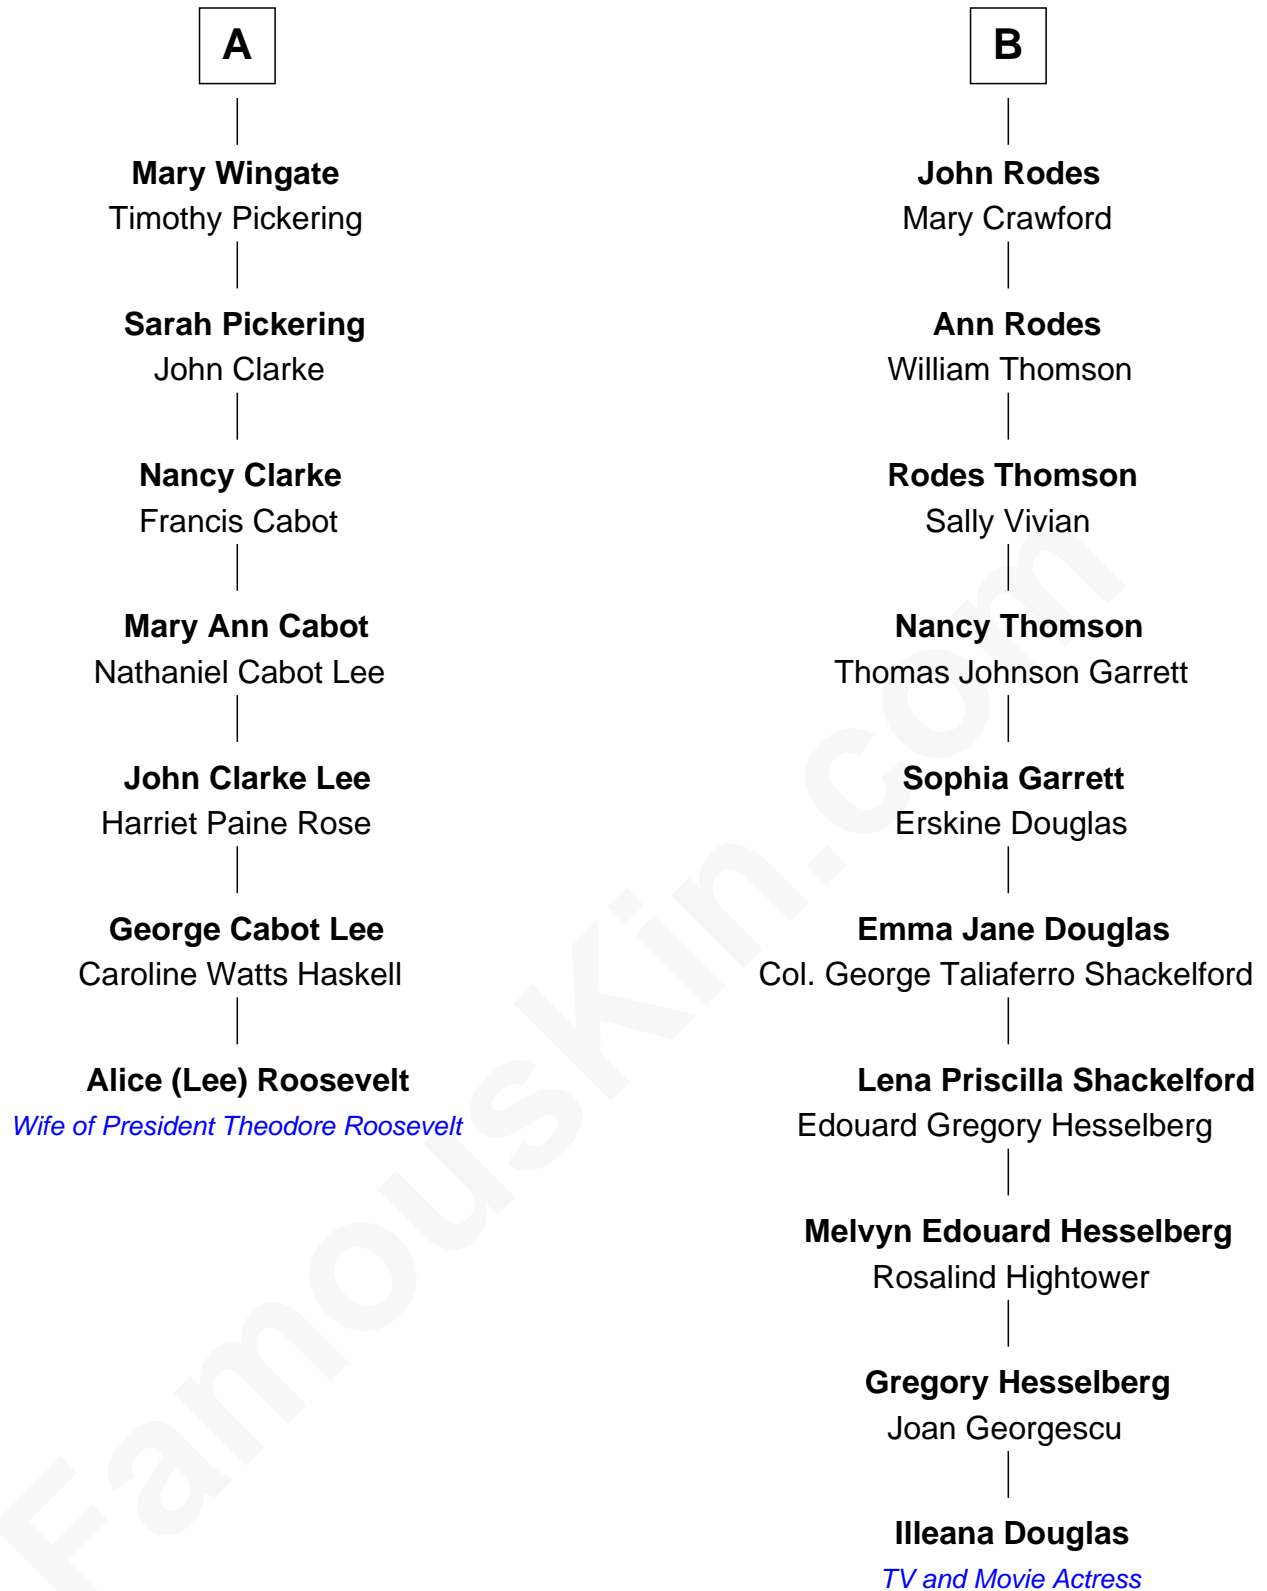 A
Mary Wingate
Timothy Pickering
Sarah Pickering
John Clarke
Nancy Clarke
Francis Cabot
Mary Ann Cabot
Nathaniel Cabot Lee
John Clarke Lee
Harriet Paine Rose
George Cabot Lee
Caroline Watts Haskell
Alice (Lee) Roosevelt
Wife of President Theodore Roosevelt
B
John Rodes
Mary Crawford
Ann Rodes
William Thomson
Rodes Thomson
Sally Vivian
Nancy Thomson
Thomas Johnson Garrett
Sophia Garrett
Erskine Douglas
Emma Jane Douglas
Col. George Taliaferro Shackelford
Lena Priscilla Shackelford
Edouard Gregory Hesselberg
Melvyn Edouard Hesselberg
Rosalind Hightower
Gregory Hesselberg
Joan Georgescu
Illeana Douglas
TV and Movie Actress
FamousKin.com